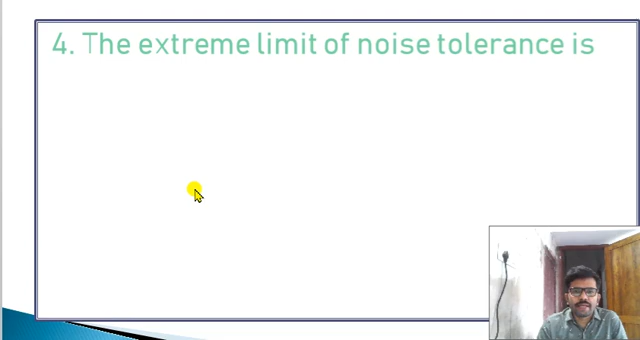 4. The extreme limit of noise tolerance is